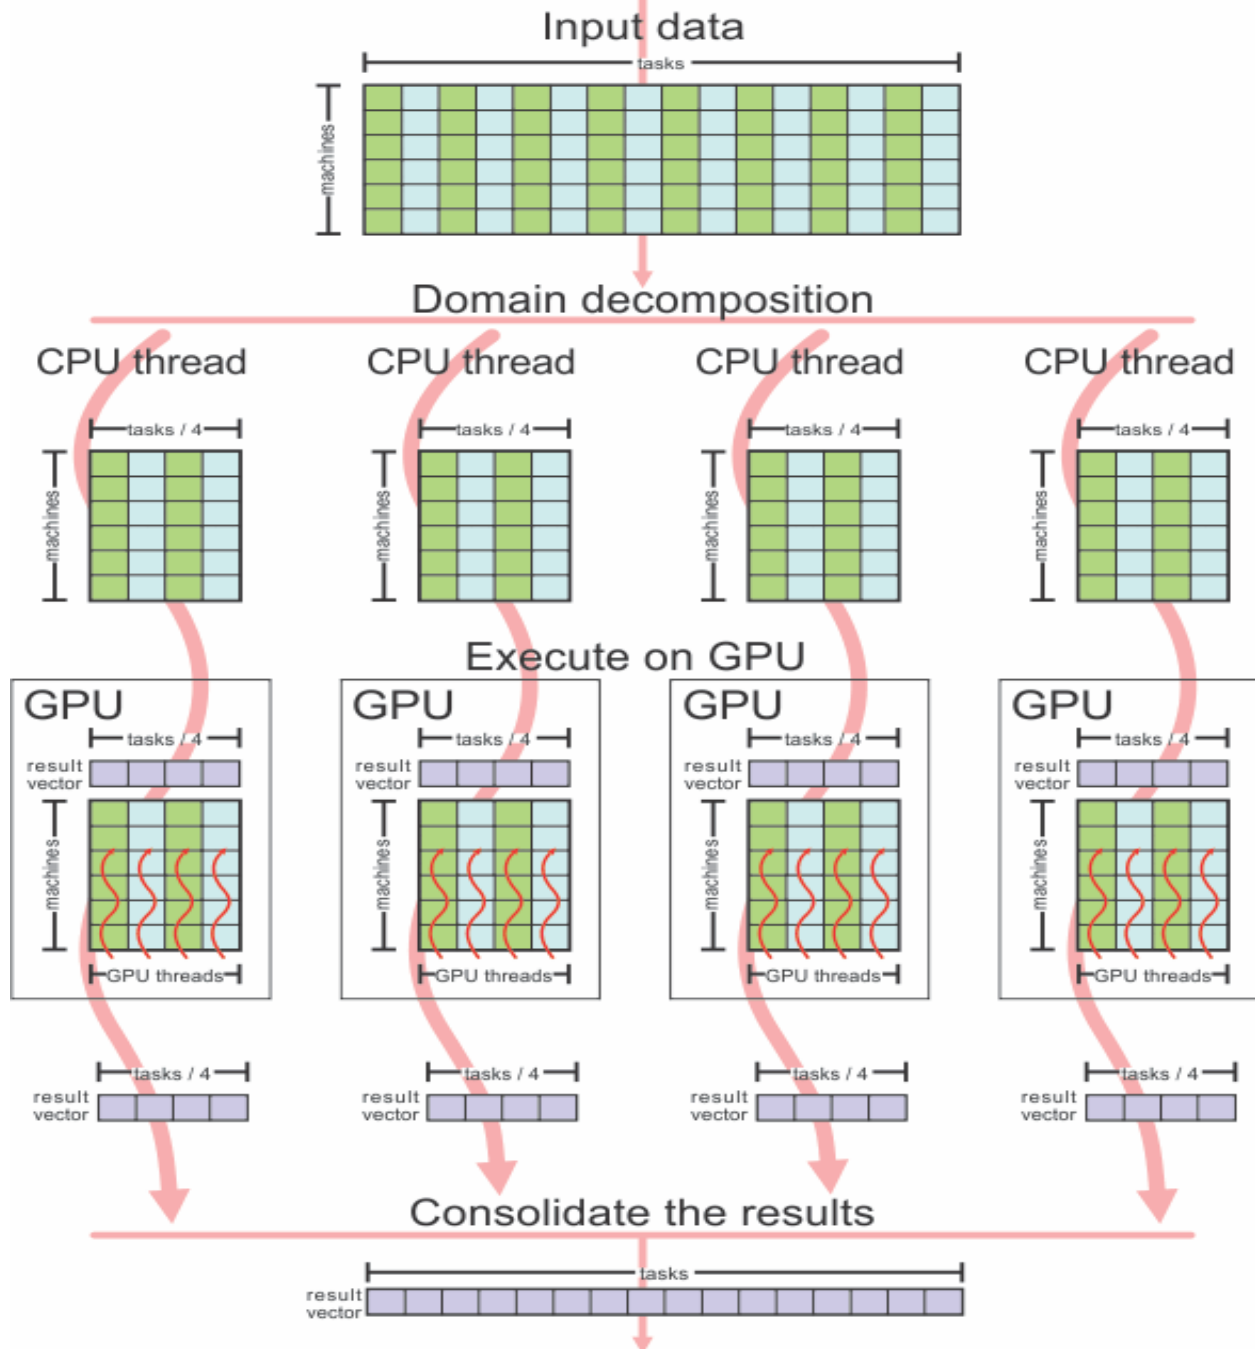 Input data
tasks
machines
Domain decomposition
CPU thread
CPU thread
CPU thread
CPU thread
tasks / 4
tasks / 4
tasks / 4
tasks / 4
machines
machines
machines
machines
Execute on GPU
GPU
GPU
GPU
GPU
tasks / 4
tasks / 4
tasks / 4
tasks / 4
result
vector
result
vector
result
vector
result
vector
machines
machines
machines
machines
GPU threads
GPU threads
GPU threads
GPU threads
tasks / 4
tasks / 4
tasks / 4
tasks / 4
result
vector
result
vector
result
vector
result
vector
Consolidate the results
tasks
result
vector